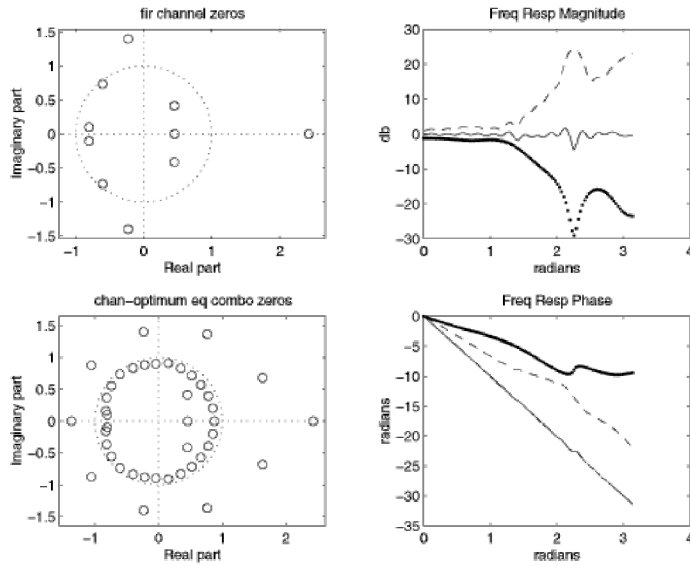 fir channel zeros
1.5
1
0.5
0
−0.5
−1
−1.5
Imaginary part
−1 0 1 2
Real part
Freq Resp Magnitude
30
20
10
0
−10
−20
−30
db
0 1 2 3 4
radians
chan−optimum eq combo zeros
1.5
1
0.5
0
−0.5
−1
−1.5
Imaginary part
−1 0 1 2
Real part
Freq Resp Phase
0
−5
−10
−15
−20
−25
−30
−35
radians
0 1 2 3 4
radians